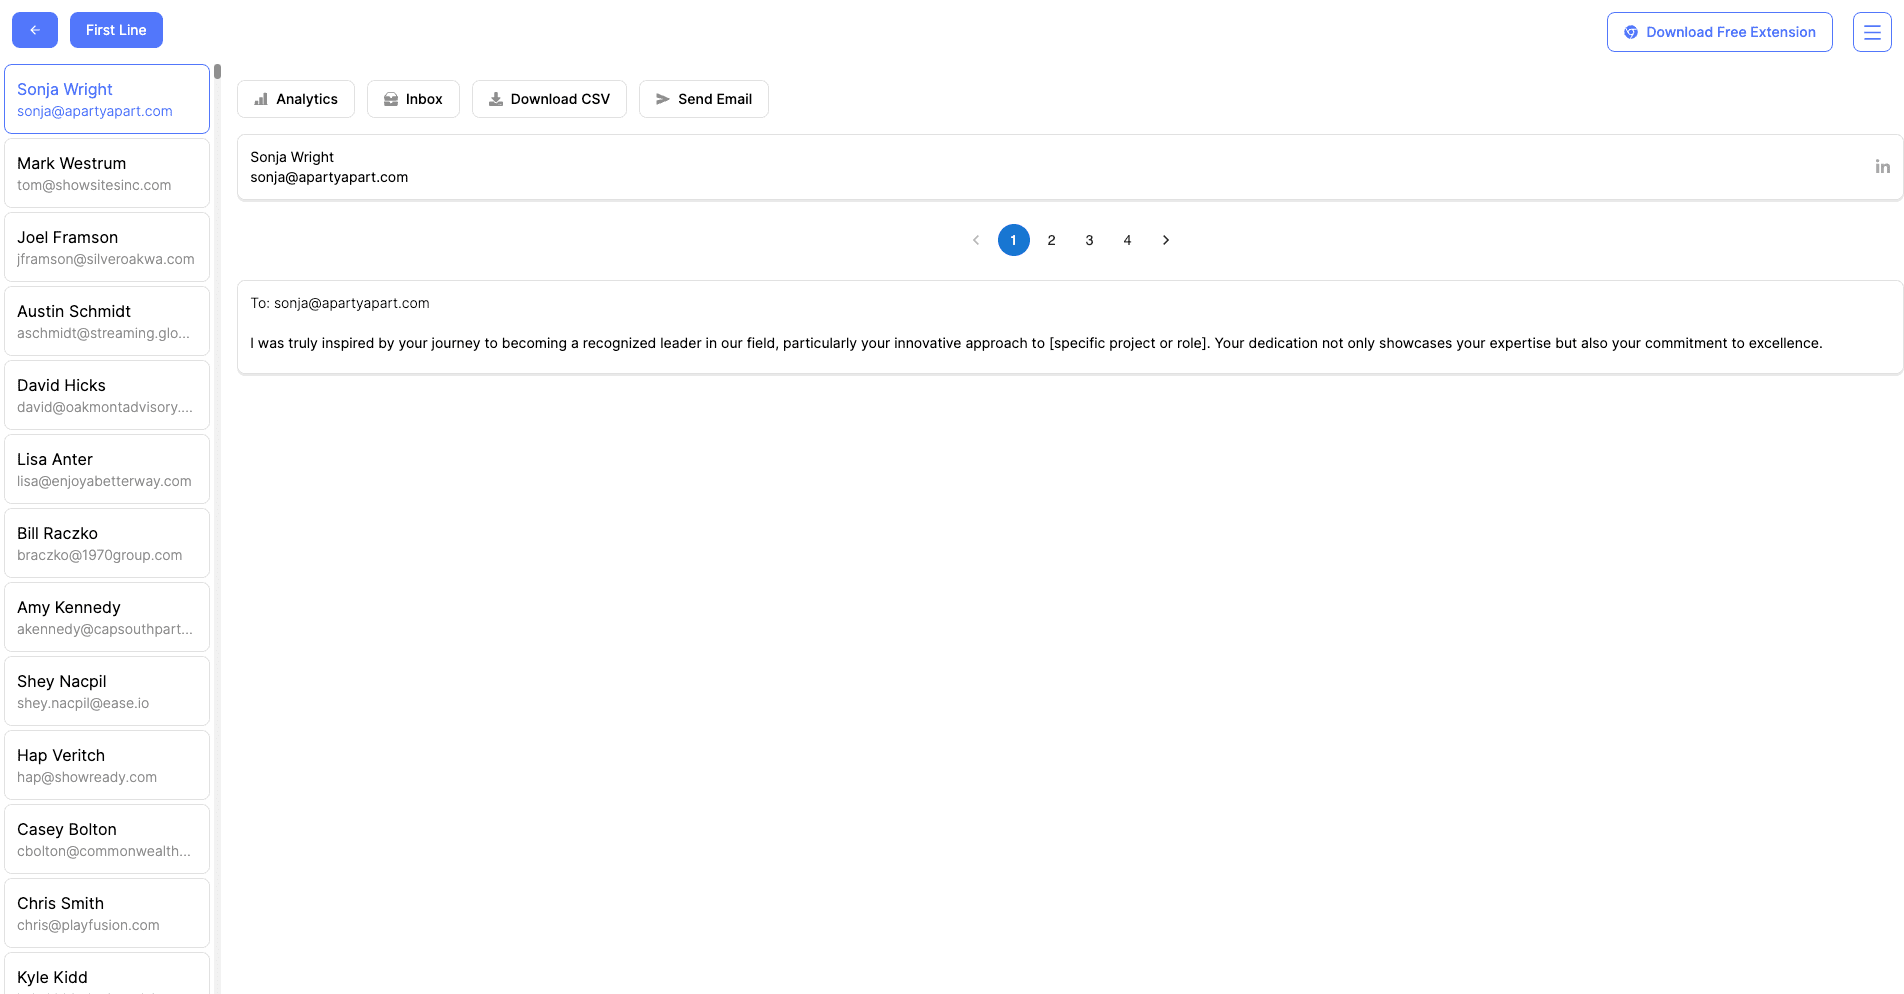 First Line
Download Free Extension
Sonja Wright
sonja@apartyapart.com
Mark Westrum
tom@showsitesinc.com
Joel Framson
jframson@silveroakwa.com
Austin Schmidt
aschmidt@streaming.glo...
David Hicks
david@oakmontadvisory....
Lisa Anter
lisa@enjoyabetterway.com
Bill Raczko
braczko@1970group.com
Amy Kennedy
akennedy@capsouthpart...
Shey Nacpil
shey.nacpil@ease.io
Hap Veritch
hap@showready.com
Casey Bolton
cbolton@commonwealth...
Chris Smith
chris@playfusion.com
Kyle Kidd
Analytics Inbox Download CSV Send Email
Sonja Wright
sonja@apartyapart.com
in
1 2 3 4
To: sonja@apartyapart.com
I was truly inspired by your journey to becoming a recognized leader in our field, particularly your innovative approach to [specific project or role]. Your dedication not only showcases your expertise but also your commitment to excellence.